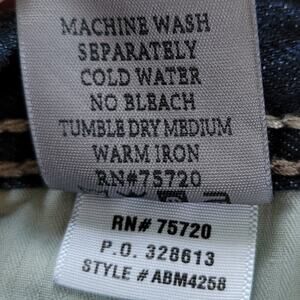 MACHINE WASH
SEPARATELY
COLD WATER
NO BLEACH
TUMBLE DRY MEDIUM
WARM IRON
RN#75720
RN# 75720
P.O. 328613
STYLE # ABM4258